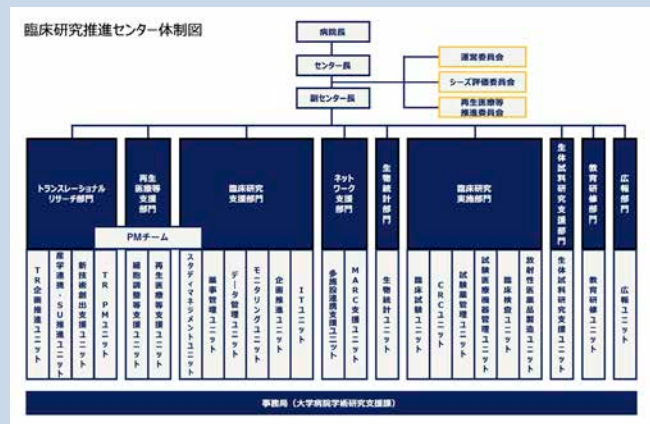 臨床研究推進センター体制図
病院長
センター長
副センター長
運営委員会
シーズ評価委員会
再生医療等
推進委員会
トランスレーショナル
リサーチ部門
再生
医療等
支援
部門
臨床研究
支援部門
ネット
ワーク
支援
部門
生物統計部門
臨床研究
実施部門
生体試料研究支援部門
教育研修部門
広報部門
PMチーム
TR企画推進ユニット
産学連携・SU推進ユニット
新技術創出支援ユニット
TR PMユニット
細胞調整等支援ユニット
再生医療等支援ユニット
スタディマネジメントユニット
薬事管理ユニット
データ管理ユニット
モニタリングユニット
企画推進ユニット
ITユニット
多施設連携支援ユニット
MARC支援ユニット
生物統計ユニット
臨床試験ユニット
CRCユニット
試験薬管理ユニット
試験医療機器管理ユニット
臨床検査ユニット
放射性医薬品製造ユニット
生体試料研究支援ユニット
教育研修ユニット
広報ユニット
事務局（大学病院学術研究支援課）